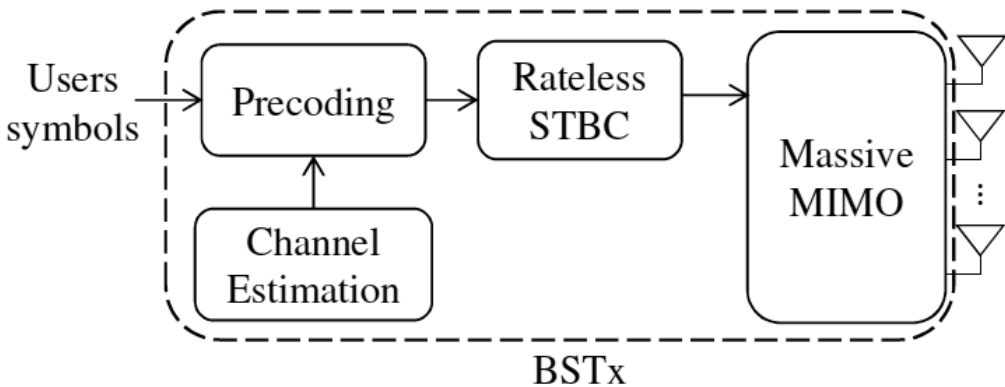 Users
symbols
Precoding
Rateless
STBC
Massive
MIMO
Channel
Estimation
BSTx